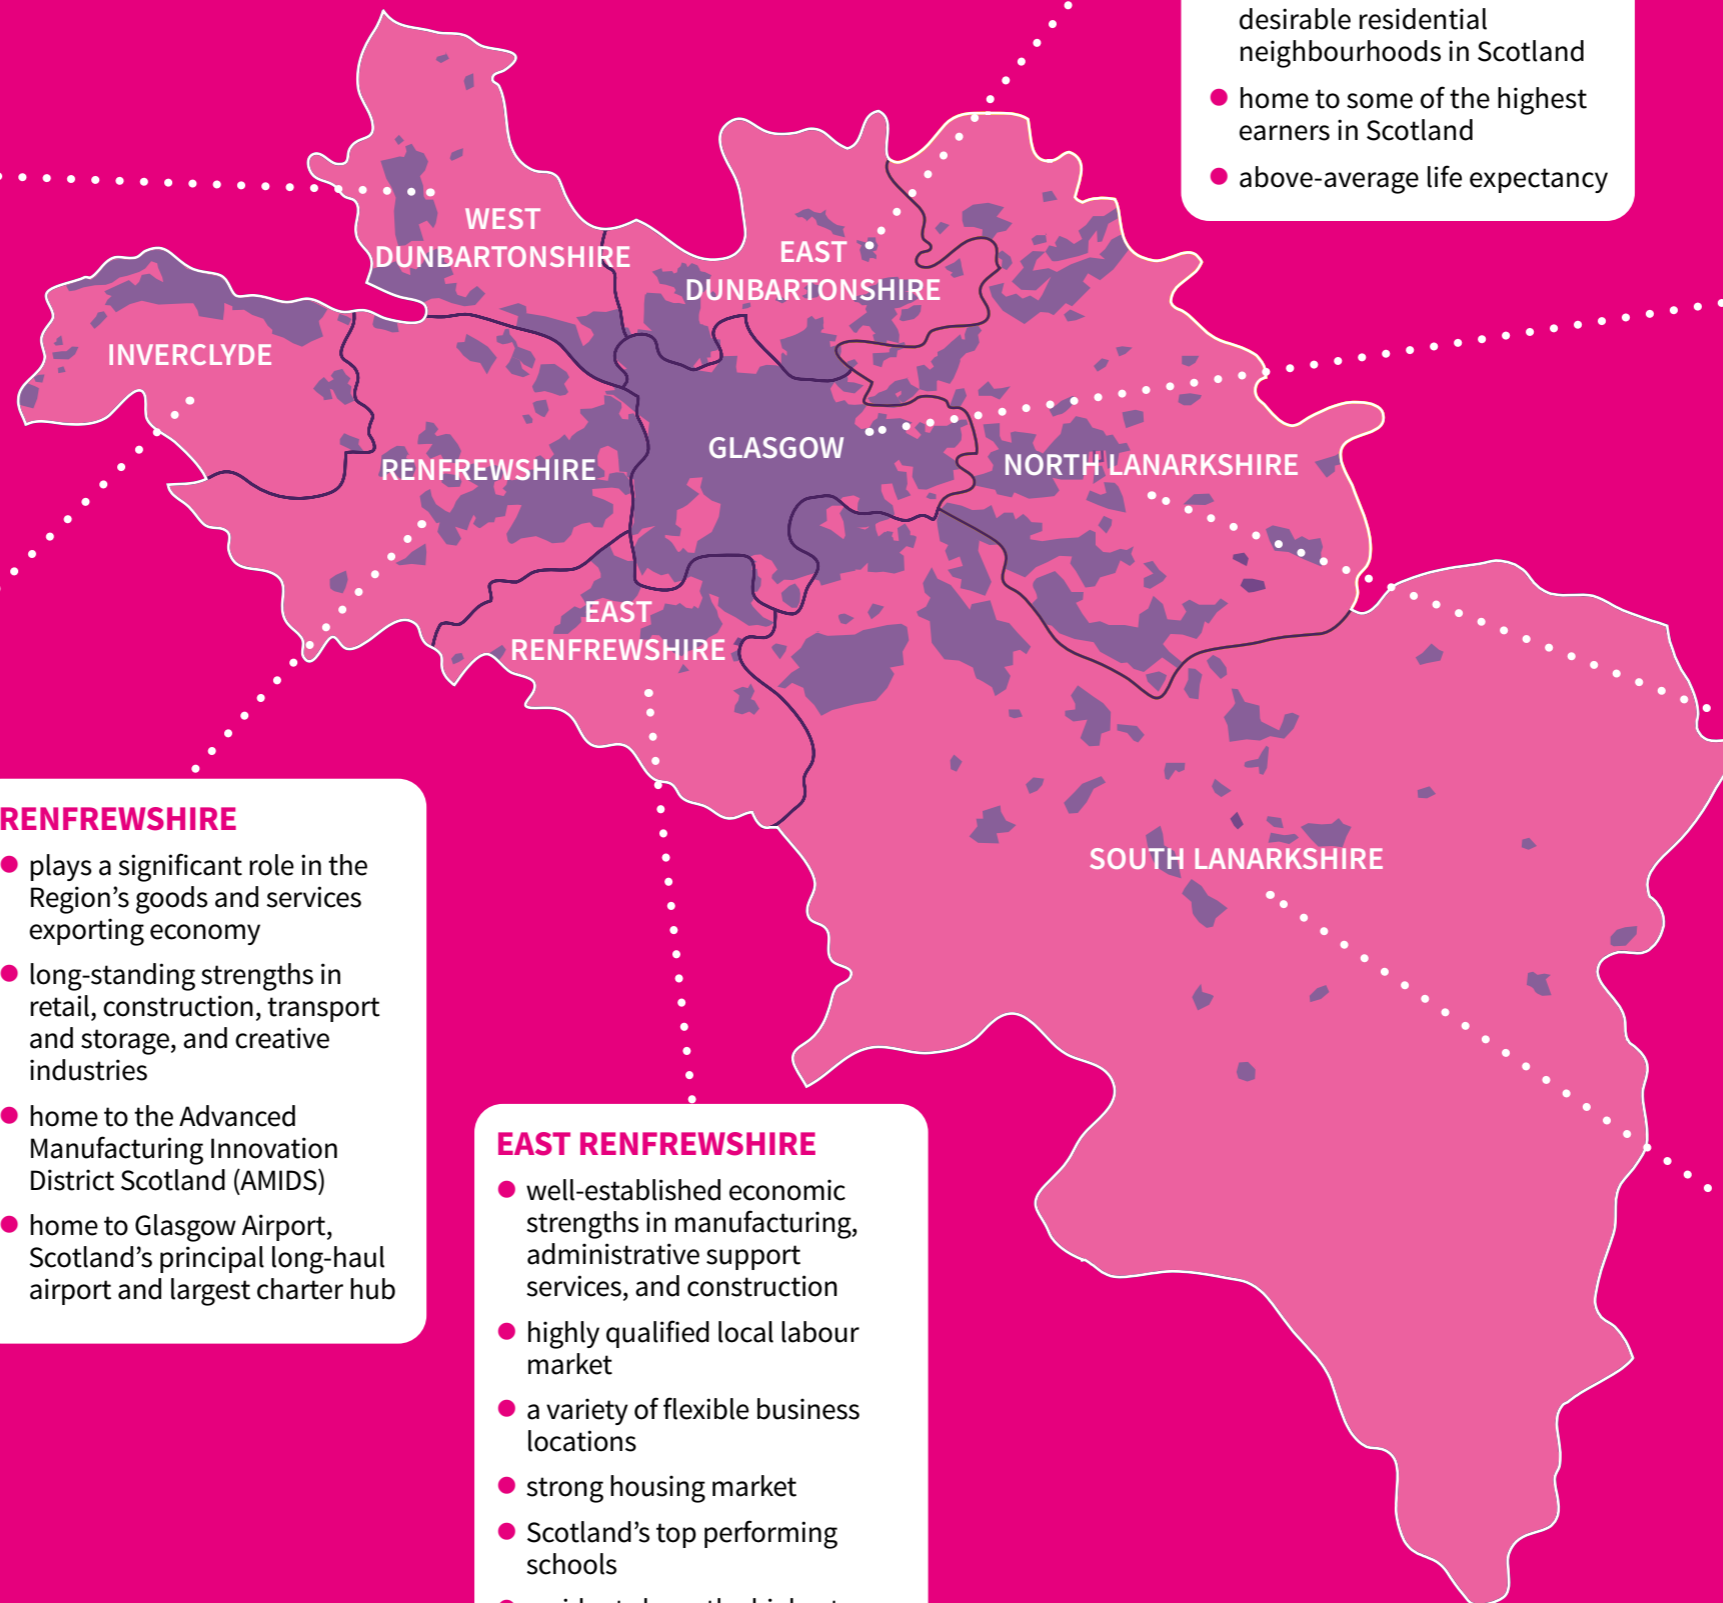 desirable residential
neighbourhoods in Scotland
● home to some of the highest
earners in Scotland
● above-average life expectancy
WEST
DUNBARTONSHIRE
EAST
DUNBARTONSHIRE
INVERCLYDE
RENFREWSHIRE
GLASGOW
NORTH LANARKSHIRE
EAST
RENFREWSHIRE
SOUTH LANARKSHIRE
RENFREWSHIRE
● plays a significant role in the
Region’s goods and services
exporting economy
● long-standing strengths in
retail, construction, transport
and storage, and creative
industries
● home to the Advanced
Manufacturing Innovation
District Scotland (AMIDS)
● home to Glasgow Airport,
Scotland’s principal long-haul
airport and largest charter hub
EAST RENFREWSHIRE
● well-established economic
strengths in manufacturing,
administrative support
services, and construction
● highly qualified local labour
market
● a variety of flexible business
locations
● strong housing market
● Scotland’s top performing
schools